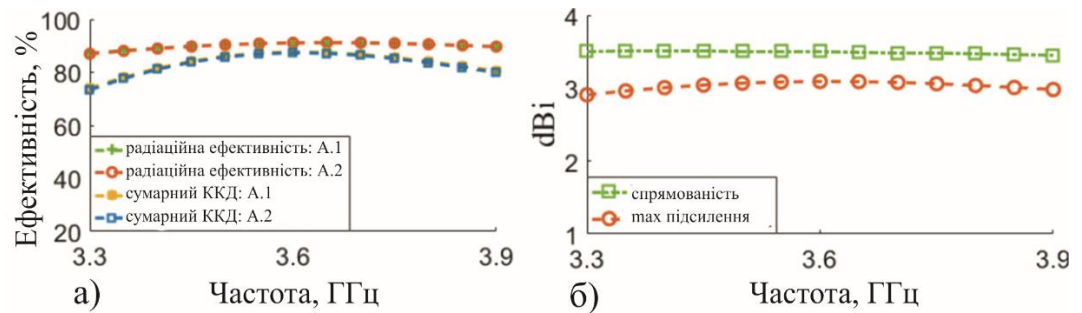 Ефективність, %
100
80
60
40
20
радіаційна ефективність: А.1
радіаційна ефективність: А.2
сумарний ККД: А.1
сумарний ККД: А.2
3.3
3.6
3.9
а)
Частота, ГГц
dBi
4
3
2
1
спрямованість
max підсилення
3.3
3.6
3.9
б)
Частота, ГГц